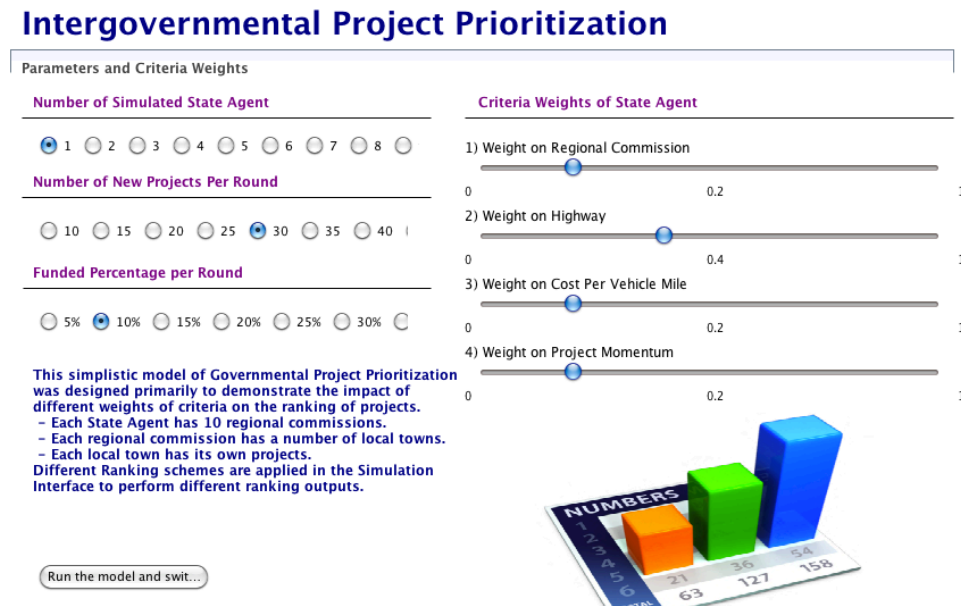 Intergovernmental Project Prioritization
Parameters and Criteria Weights
Number of Simulated State Agent
1 2 3 4 5 6 7 8
Number of New Projects Per Round
10 15 20 25 30 35 40
Funded Percentage per Round
5% 10% 15% 20% 25% 30%
This simplistic model of Governmental Project Prioritization
was designed primarily to demonstrate the impact of
different weights of criteria on the ranking of projects.
– Each State Agent has 10 regional commissions.
– Each regional commission has a number of local towns.
– Each local town has its own projects.
Different Ranking schemes are applied in the Simulation
Interface to perform different ranking outputs.
Run the model and swit...
Criteria Weights of State Agent
1) Weight on Regional Commission
0 0.2
2) Weight on Highway
0 0.4
3) Weight on Cost Per Vehicle Mile
0 0.2
4) Weight on Project Momentum
0 0.2
NUMBERS
1
2
3
4
5
6
21 36 54
63 127 158